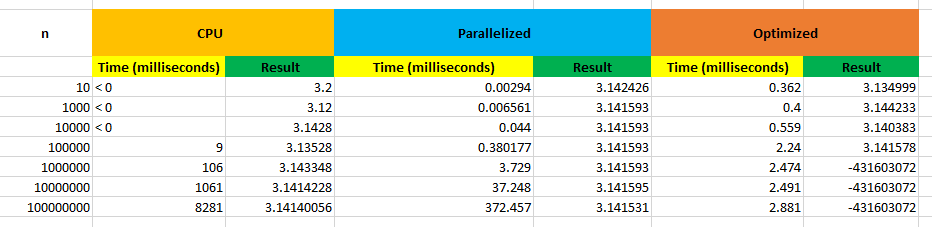 n CPU Parallelized Optimized
Time (milliseconds) Result Time (milliseconds) Result Time (milliseconds) Result
10 < 0 3.2 0.00294 3.142426 0.362 3.134999
1000 < 0 3.12 0.006561 3.141593 0.4 3.144233
10000 < 0 3.1428 0.044 3.141593 0.559 3.140383
100000 9 3.13528 0.380177 3.141593 2.24 3.141578
1000000 106 3.143348 3.729 3.141593 2.474 -431603072
10000000 1061 3.1414228 37.248 3.141595 2.491 -431603072
100000000 8281 3.14140056 372.457 3.141531 2.881 -431603072